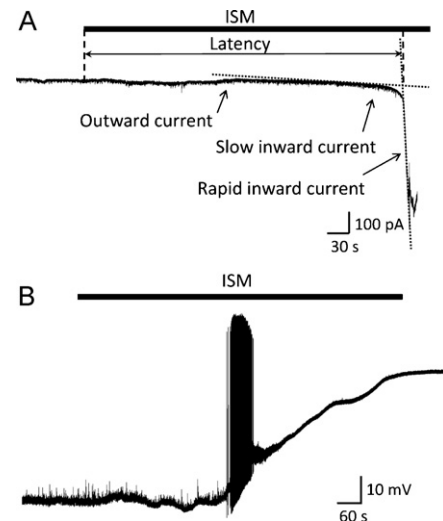 A
ISM
Latency
Outward current
Slow inward current
Rapid inward current
100 pA
30 s
B
ISM
10 mV
60 s